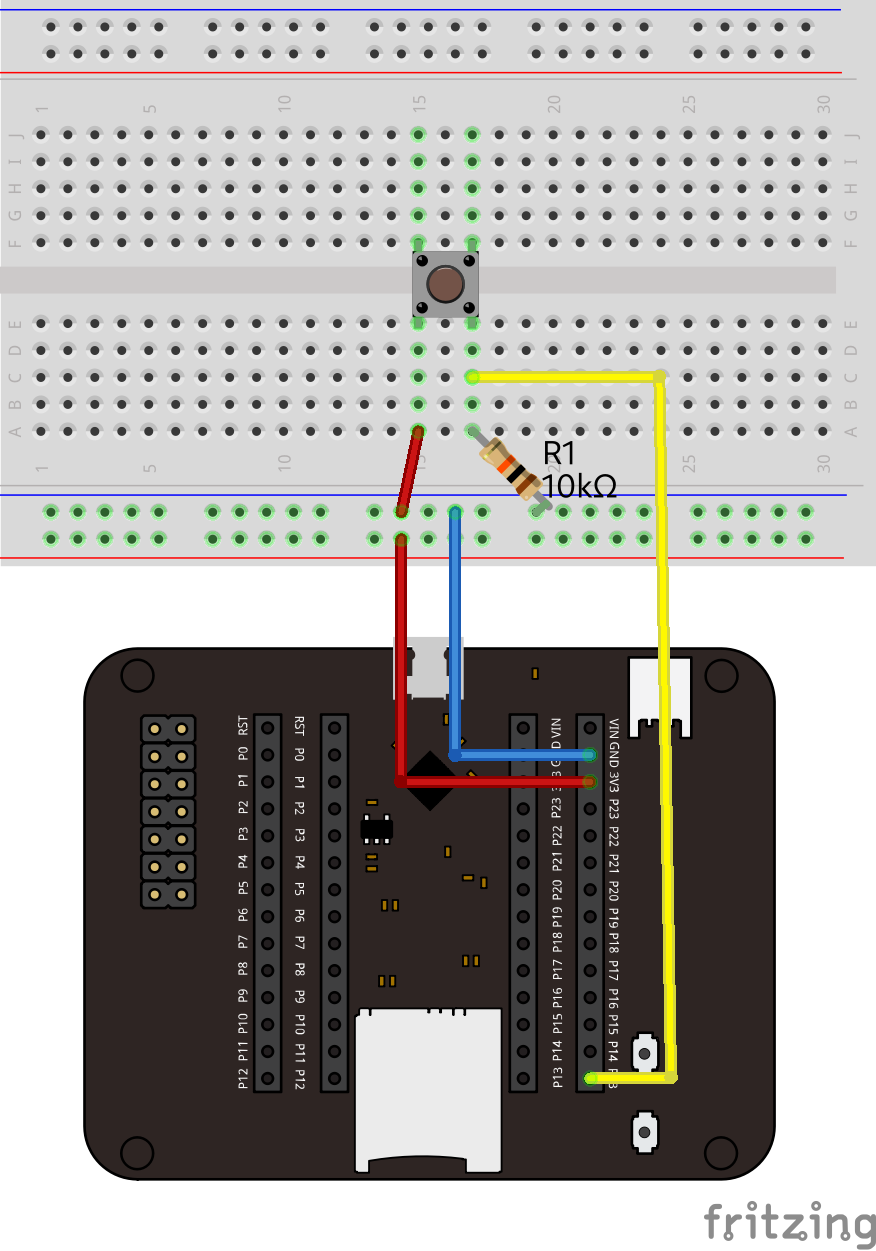 1 5 10 15 20 25 30
J J
I I
H H
G G
F F
E E
D D
C C
B B
A A
1 5 10 15 25 30
R1
10kΩ
RST RST VIN VIN
P0 P0 GND GND
P1 P1 3V3
P2 P2 P23 P23
P3 P3 P22 P22
P4 P4 P21 P21
P5 P5 P20 P20
P6 P6 P19 P19
P7 P7 P18 P18
P8 P8 P17 P17
P9 P9 P16 P16
P10 P10 P15 P15
P11 P11 P14 P14
P12 P12 P13
fritzing